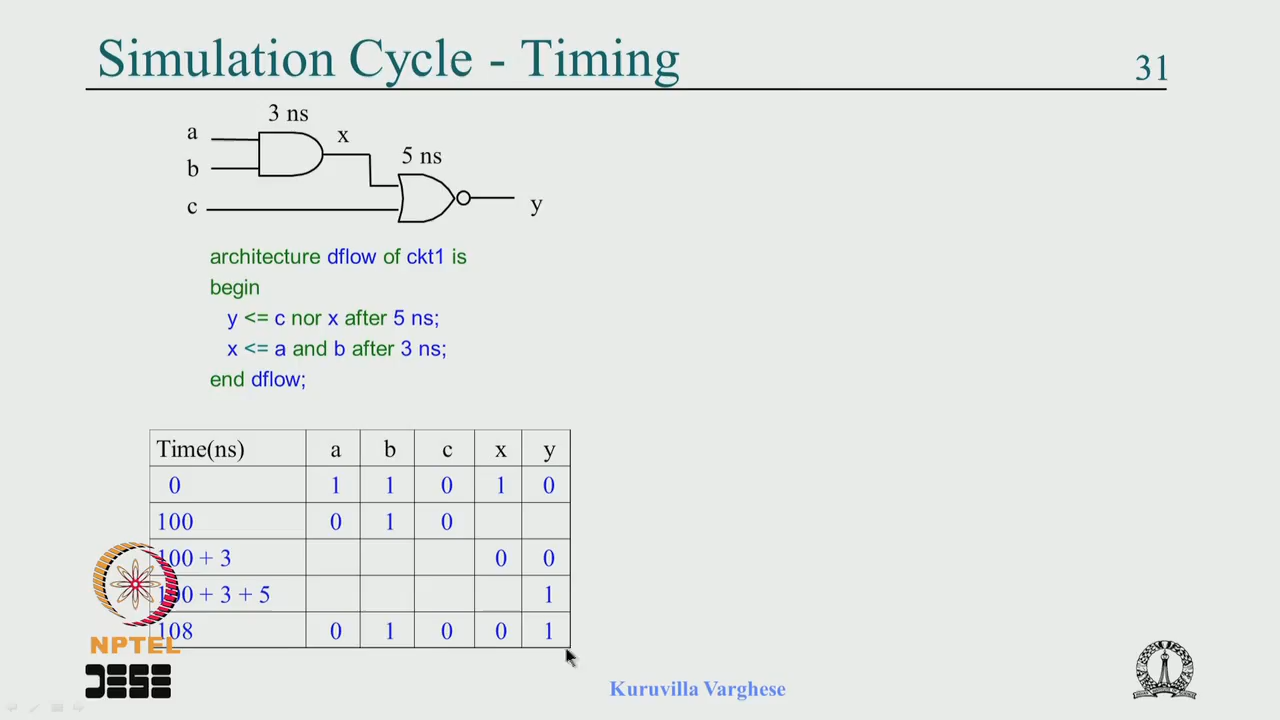 Simulation Cycle - Timing
31
3 ns
a
x
b
5 ns
c
y
architecture dflow of ckt1 is
begin
y <= c nor x after 5 ns;
x <= a and b after 3 ns;
end dflow;
Time(ns) a b c x y
0 1 1 0 1 0
100 0 1 0
100 + 3 0 0
100 + 3 + 5 1
108 0 1 0 0 1
NPTEL
Kuruvilla Varghese